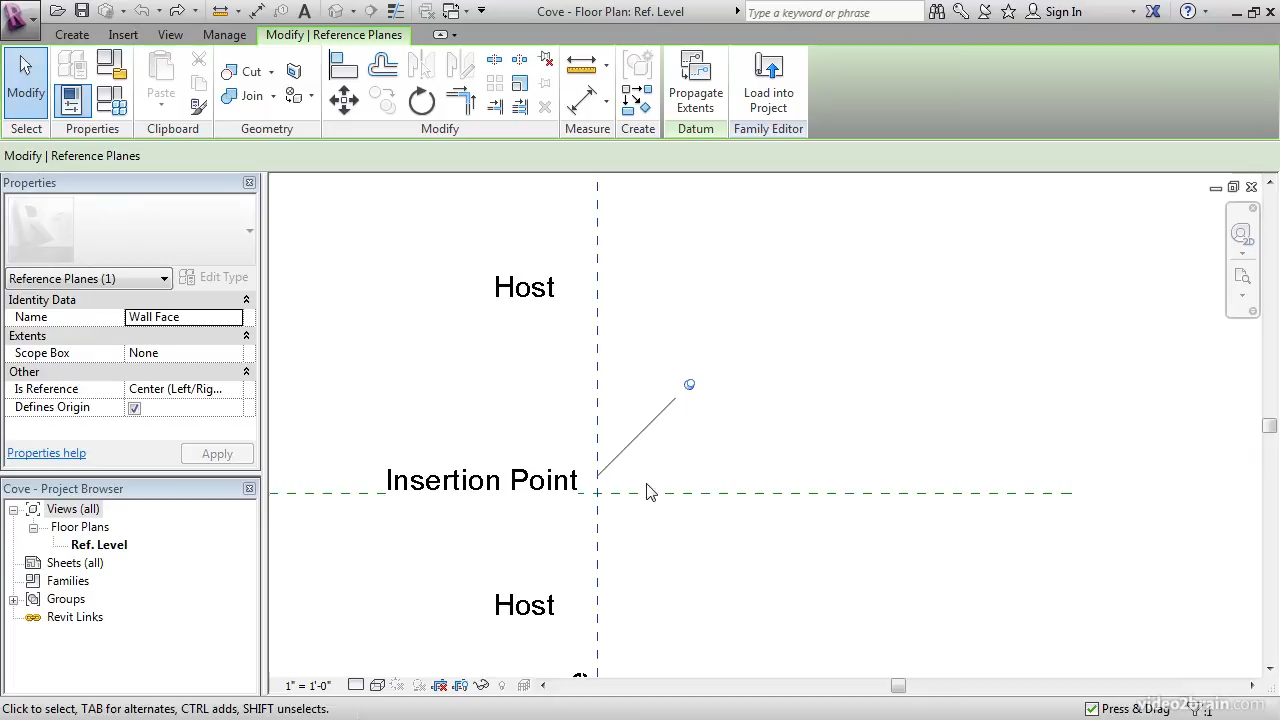 Cove - Floor Plan: Ref. Level
Type a keyword or phrase
Sign In
Create
Insert
View
Manage
Modify | Reference Planes
Modify
Paste
Cut
Join
Propagate
Extents
Load into
Project
Select
Properties
Clipboard
Geometry
Modify
Measure
Create
Datum
Family Editor
Modify | Reference Planes
Properties
Reference Planes (1)
Edit Type
Identity Data
Name
Wall Face
Extents
Scope Box
None
Other
Is Reference
Center (Left/Rig...
Defines Origin
Properties help
Apply
Cove - Project Browser
Views (all)
Floor Plans
Ref. Level
Sheets (all)
Families
Groups
Revit Links
Host
Insertion Point
Host
2D
1" = 1'-0"
Click to select, TAB for alternates, CTRL adds, SHIFT unselects.
Press & Drag
:1
video2brain.com